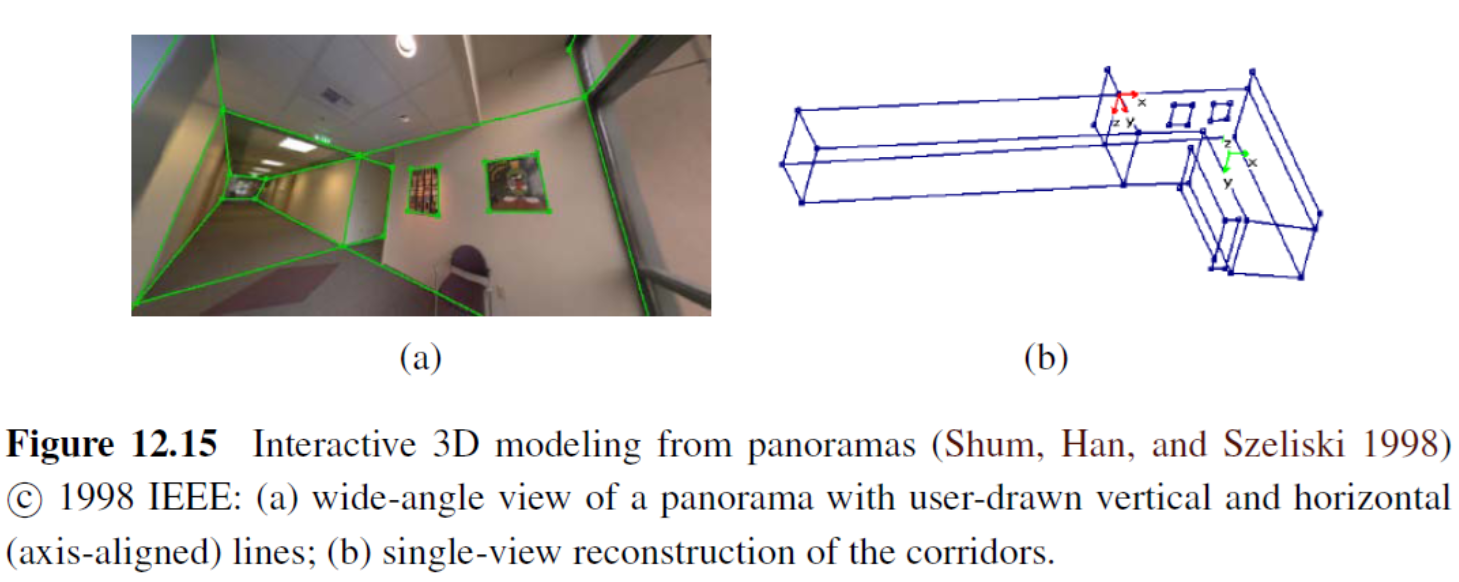 x
z y
z
x
y
(a)
(b)
Figure 12.15 Interactive 3D modeling from panoramas (Shum, Han, and Szeliski 1998)
© 1998 IEEE: (a) wide-angle view of a panorama with user-drawn vertical and horizontal
(axis-aligned) lines; (b) single-view reconstruction of the corridors.